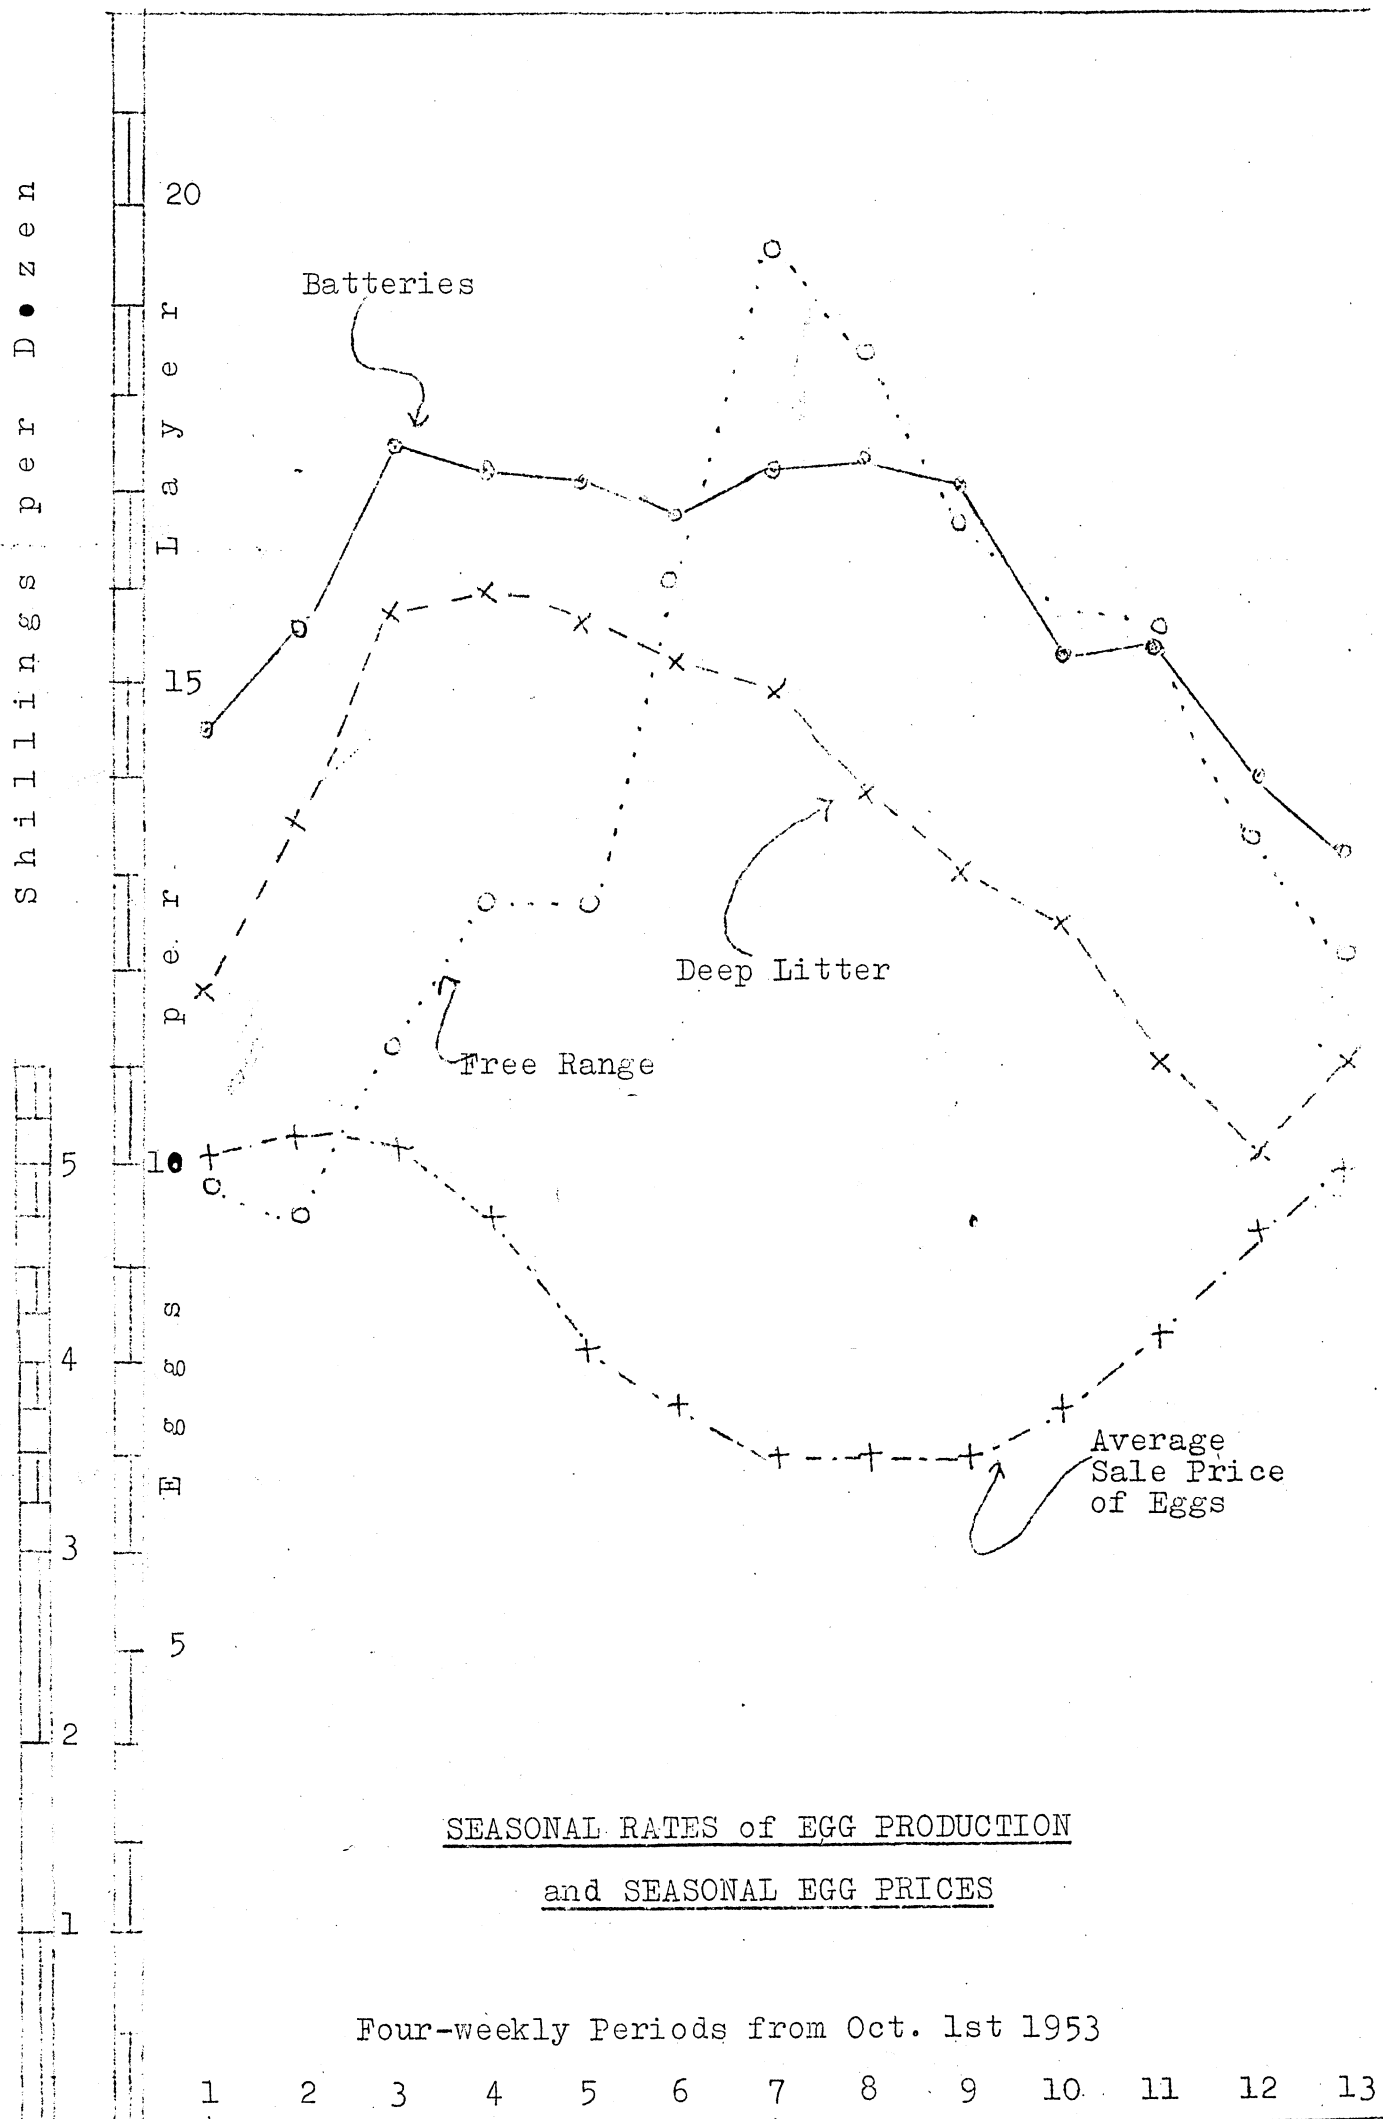 Shillings per Dozen
Eggs per Layer
20
15
10
5
5
4
3
2
1
Batteries
Deep Litter
Free Range
Average
Sale Price
of Eggs
SEASONAL RATES of EGG PRODUCTION
and SEASONAL EGG PRICES
Four-weekly Periods from Oct. 1st 1953
1 2 3 4 5 6 7 8 9 10 11 12 13